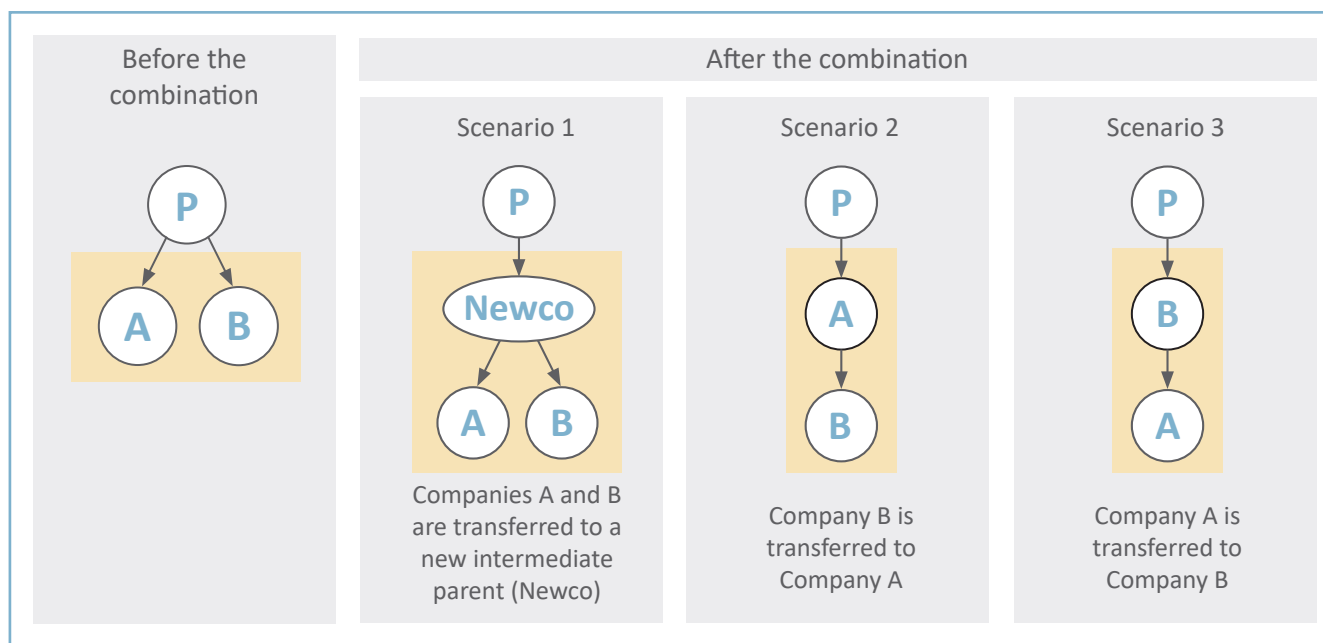 Before the
combination
P
A B
After the combination
Scenario 1
P
Newco
A B
Companies A and B
are transferred to a
new intermediate
parent (Newco)
Scenario 2
P
A
B
Company B is
transferred to
Company A
Scenario 3
P
B
A
Company A is
transferred to
Company B